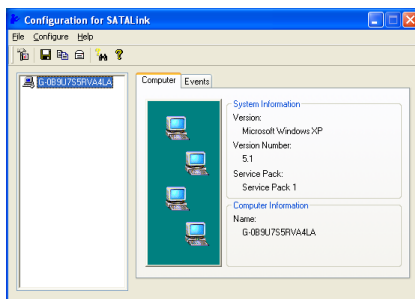 Configuration for SATALink
File Configure Help
G-0B9U7S5RVA4LA
Computer Events
System Information
Version:
Microsoft Windows XP
Version Number:
5.1
Service Pack:
Service Pack 1
Computer Information
Name:
G-0B9U7S5RVA4LA